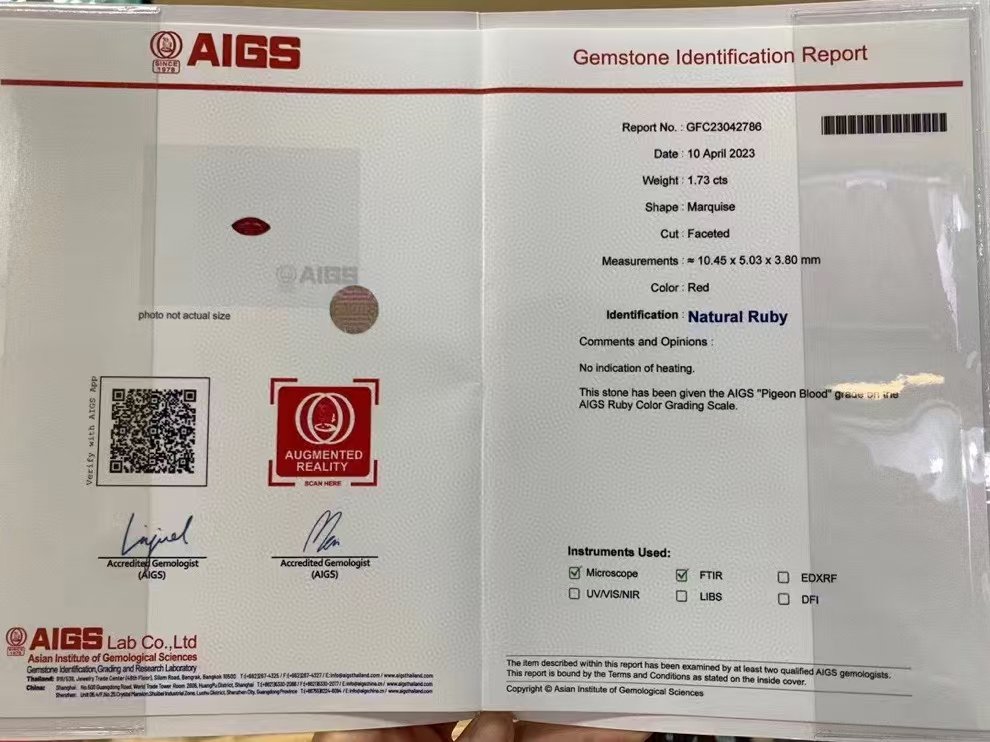 SINCE 1978
AIGS
Gemstone Identification Report
AIGS
photo not actual size
Verify with AIGS App
AUGMENTED
REALITY
SCAN HERE
Accredited Gemologist
(AIGS)
Accredited Gemologist
(AIGS)
AIGS Lab Co.,Ltd
Asian Institute of Gemological Sciences
Gemstone Identification,Grading and Research Laboratory
Report No. : GFC23042786
Date : 10 April 2023
Weight : 1.73 cts
Shape : Marquise
Cut : Faceted
Measurements : ≈ 10.45 x 5.03 x 3.80 mm
Color : Red
Identification : Natural Ruby
Comments and Opinions :
No indication of heating.
This stone has been given the AIGS "Pigeon Blood" grade on the
AIGS Ruby Color Grading Scale.
Instruments Used:
Microscope FTIR EDXRF
UV/VIS/NIR LIBS DFI
The item described within this report has been examined by at least two qualified AIGS gemologists.
This report is bound by the Terms and Conditions as stated on the inside cover.
Copyright © Asian Institute of Gemological Sciences